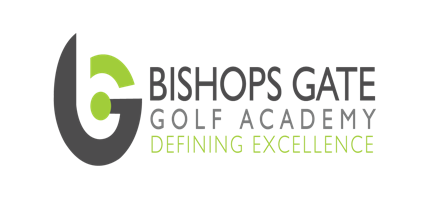 BISHOPS GATE
GOLF ACADEMY
DEFINING EXCELLENCE